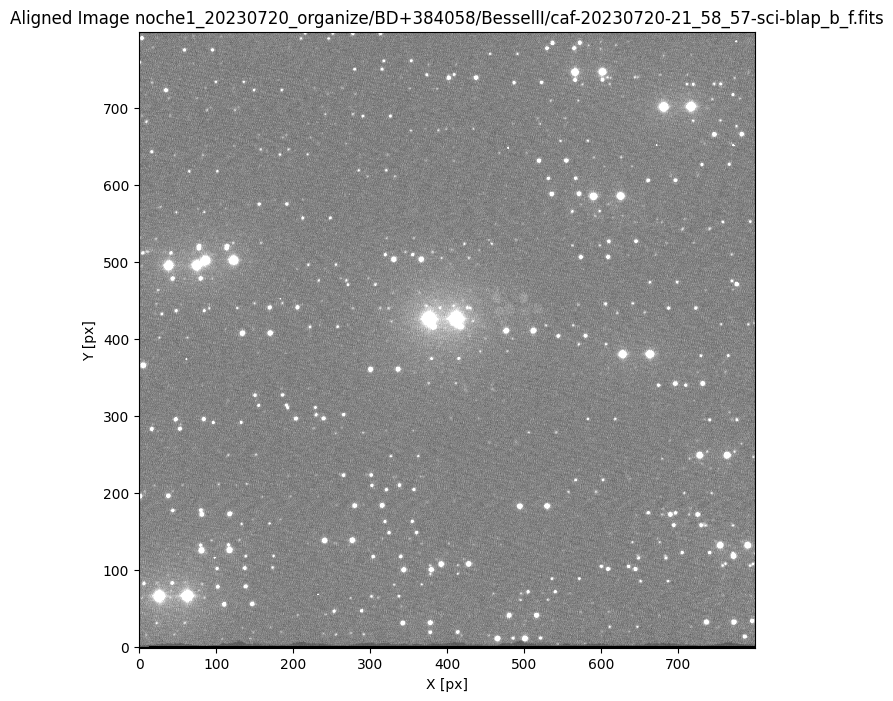 Aligned Image noche1_20230720_organize/BD+384058/BessellI/caf-20230720-21_58_57-sci-blap_b_f.fits
700
600
500
400
300
200
100
0
Y [px]
0 100 200 300 400 500 600 700
X [px]